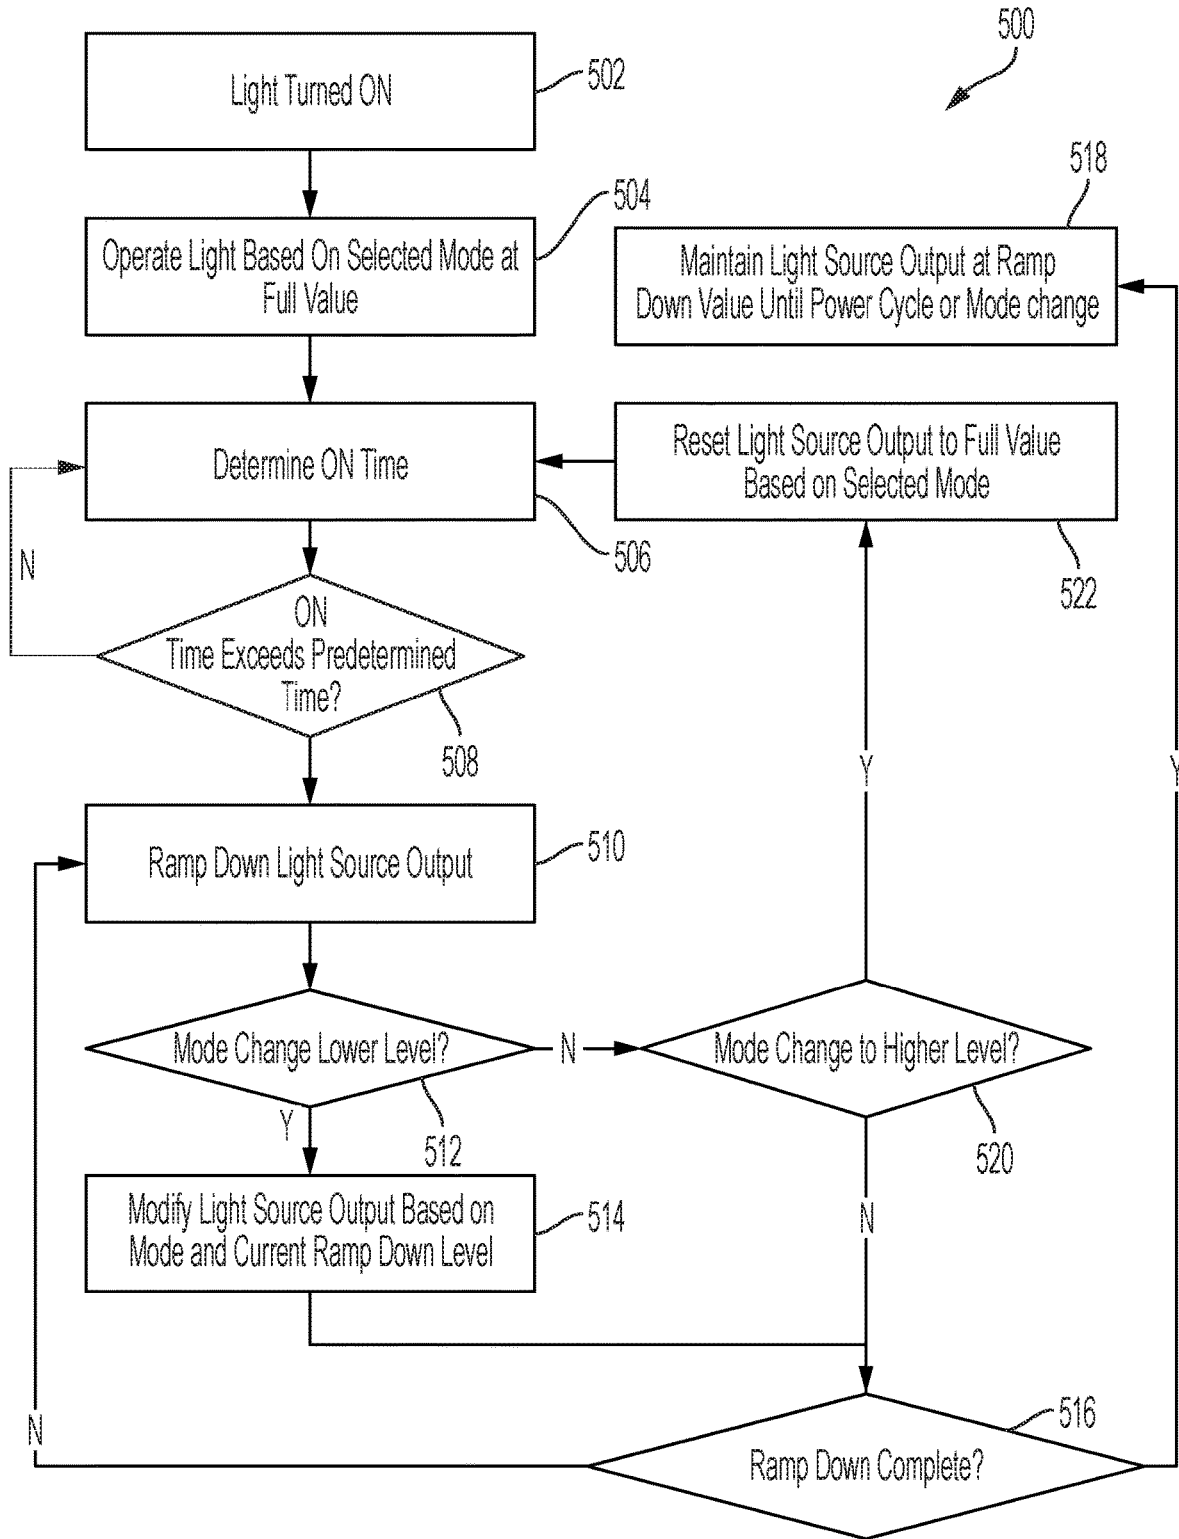 500
Light Turned ON
502
504
Operate Light Based On Selected Mode at
Full Value
518
Maintain Light Source Output at Ramp
Down Value Until Power Cycle or Mode change
Determine ON Time
506
Reset Light Source Output to Full Value
Based on Selected Mode
522
N
ON
Time Exceeds Predetermined
Time?
508
Y
Y
Ramp Down Light Source Output
510
Mode Change Lower Level?
N
512
Mode Change to Higher Level?
520
Y
Modify Light Source Output Based on
Mode and Current Ramp Down Level
514
N
N
516
Ramp Down Complete?